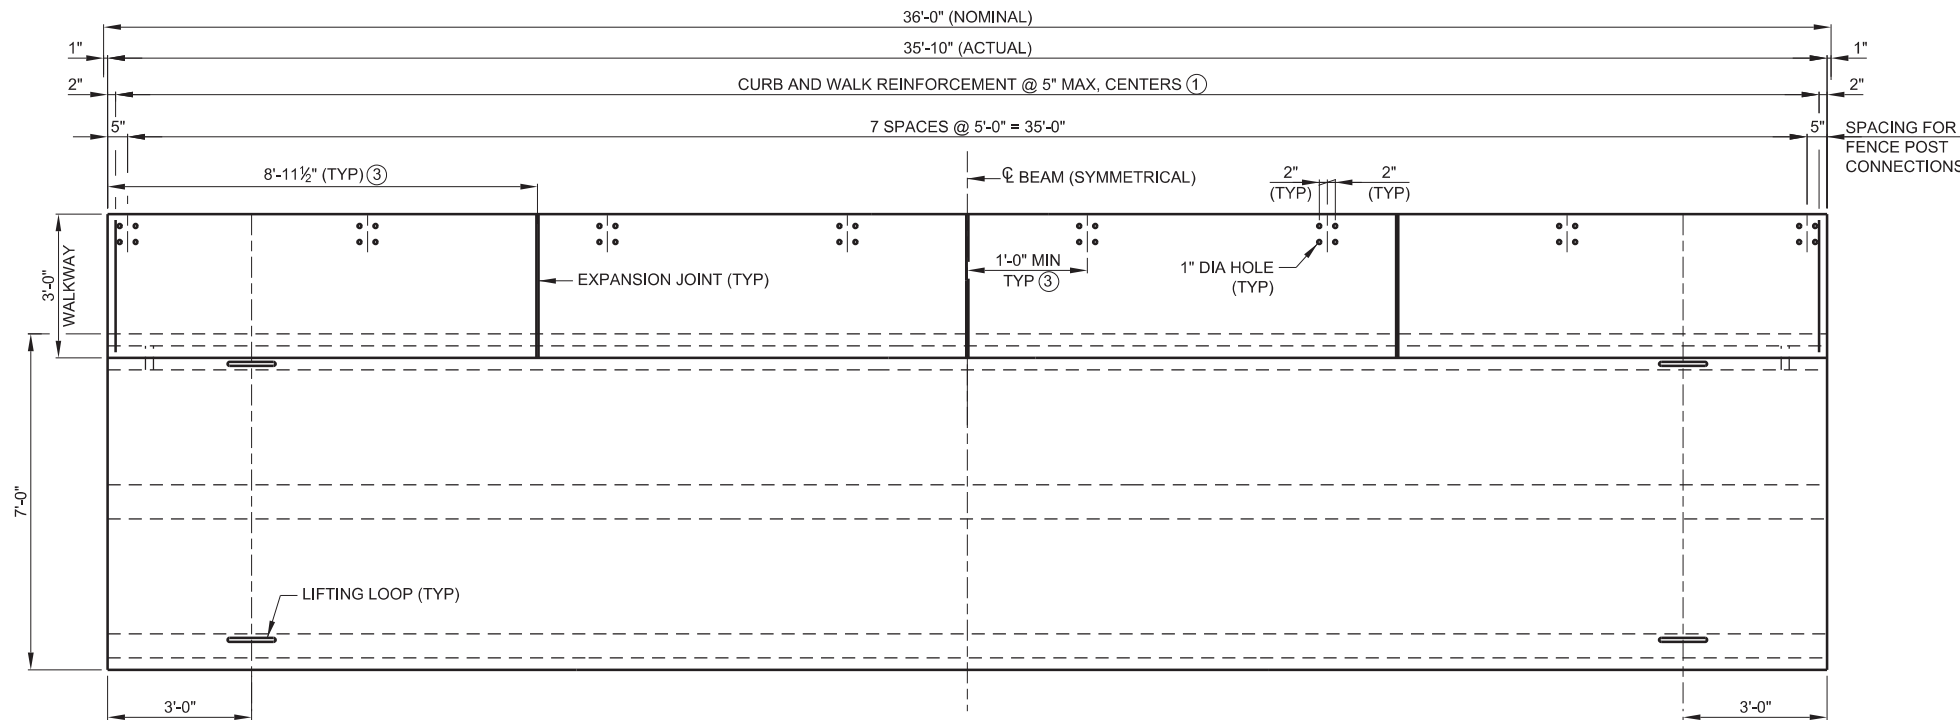 36'-0" (NOMINAL)
1"
35'-10" (ACTUAL)
1"
2"
CURB AND WALK REINFORCEMENT @ 5" MAX, CENTERS ①
2"
5"
7 SPACES @ 5'-0" = 35'-0"
5"
SPACING FOR
FENCE POST
CONNECTIONS
8'-11½" (TYP) ③
℄ BEAM (SYMMETRICAL)
2"
(TYP)
2"
(TYP)
3'-0"
WALKWAY
EXPANSION JOINT (TYP)
1'-0" MIN
TYP ③
1" DIA HOLE
(TYP)
7'-0"
LIFTING LOOP (TYP)
3'-0"
3'-0"